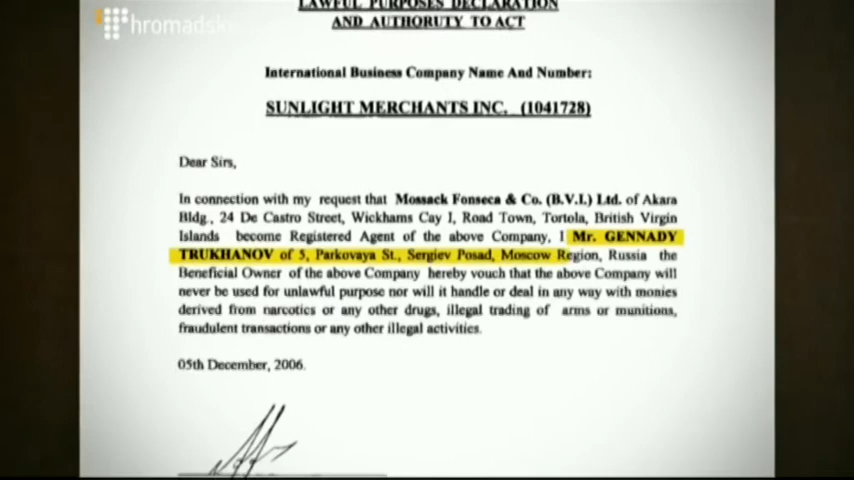 LAWFUL PURPOSES DECLARATION
AND AUTHORUTY TO ACT
hromadske
International Business Company Name And Number:
SUNLIGHT MERCHANTS INC. (1041728)
Dear Sirs,
In connection with my request that Mossack Fonseca & Co. (B.V.I.) Ltd. of Akara
Bldg., 24 De Castro Street, Wickhams Cay I, Road Town, Tortola, British Virgin
Islands become Registered Agent of the above Company, I Mr. GENNADY
TRUKHANOV of 5, Parkovaya St., Sergiev Posad, Moscow Region, Russia the
Beneficial Owner of the above Company hereby vouch that the above Company will
never be used for unlawful purpose nor will it handle or deal in any way with monies
derived from narcotics or any other drugs, illegal trading of arms or munitions,
fraudulent transactions or any other illegal activities.
05th December, 2006.